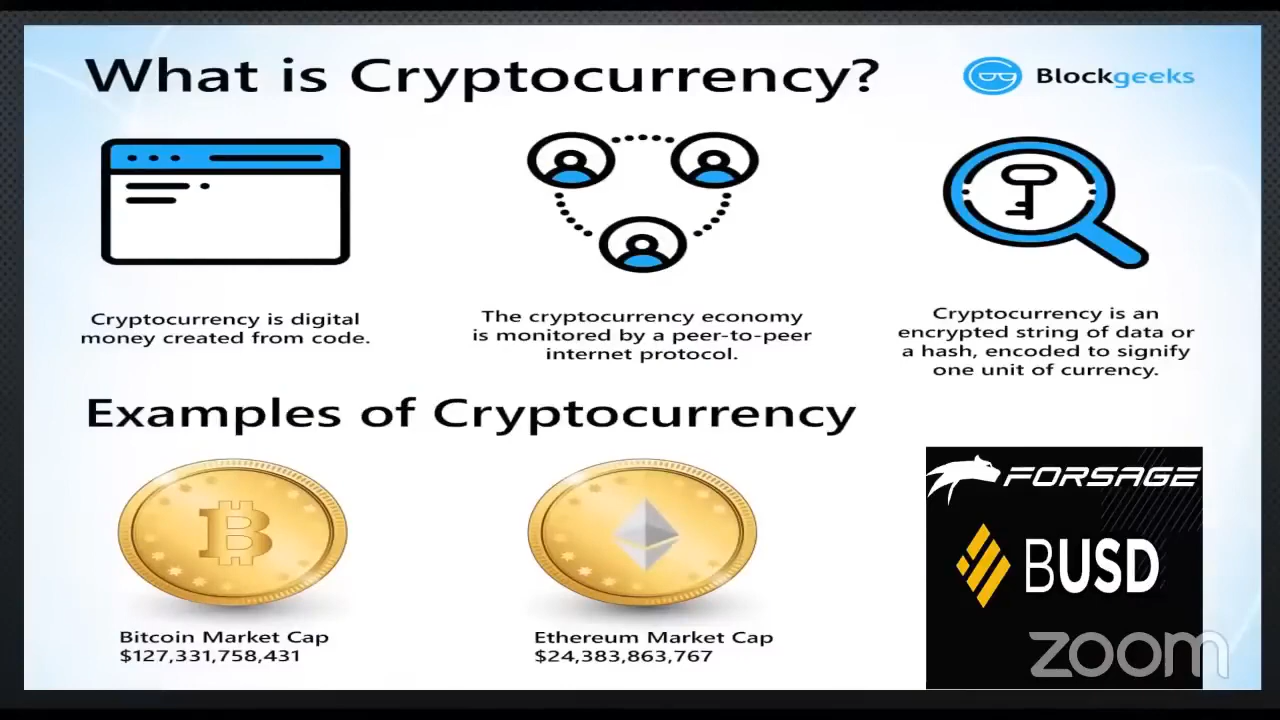 What is Cryptocurrency?
Blockgeeks
Cryptocurrency is digital
money created from code.
The cryptocurrency economy
is monitored by a peer-to-peer
internet protocol.
Cryptocurrency is an
encrypted string of data or
a hash, encoded to signify
one unit of currency.
Examples of Cryptocurrency
Bitcoin Market Cap
$127,331,758,431
Ethereum Market Cap
$24,383,863,767
FORSAGE
BUSD
zoom